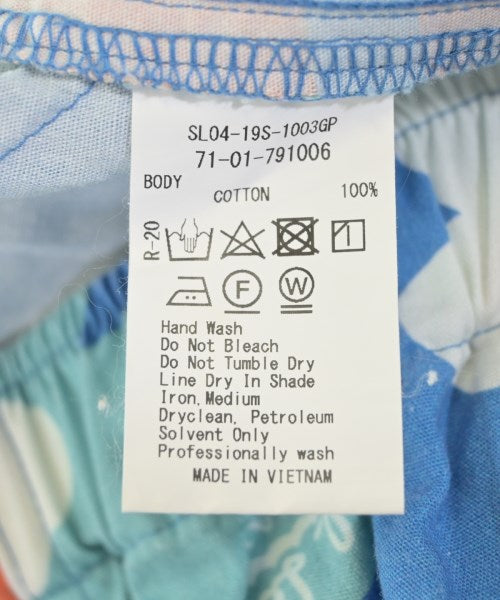 SL04-19S-1003GP
71-01-791006
BODY
COTTON 100%
R-20
F W
Hand Wash
Do Not Bleach
Do Not Tumble Dry
Line Dry In Shade
Iron,Medium
Dryclean, Petroleum
Solvent Only
Professionally wash
MADE IN VIETNAM